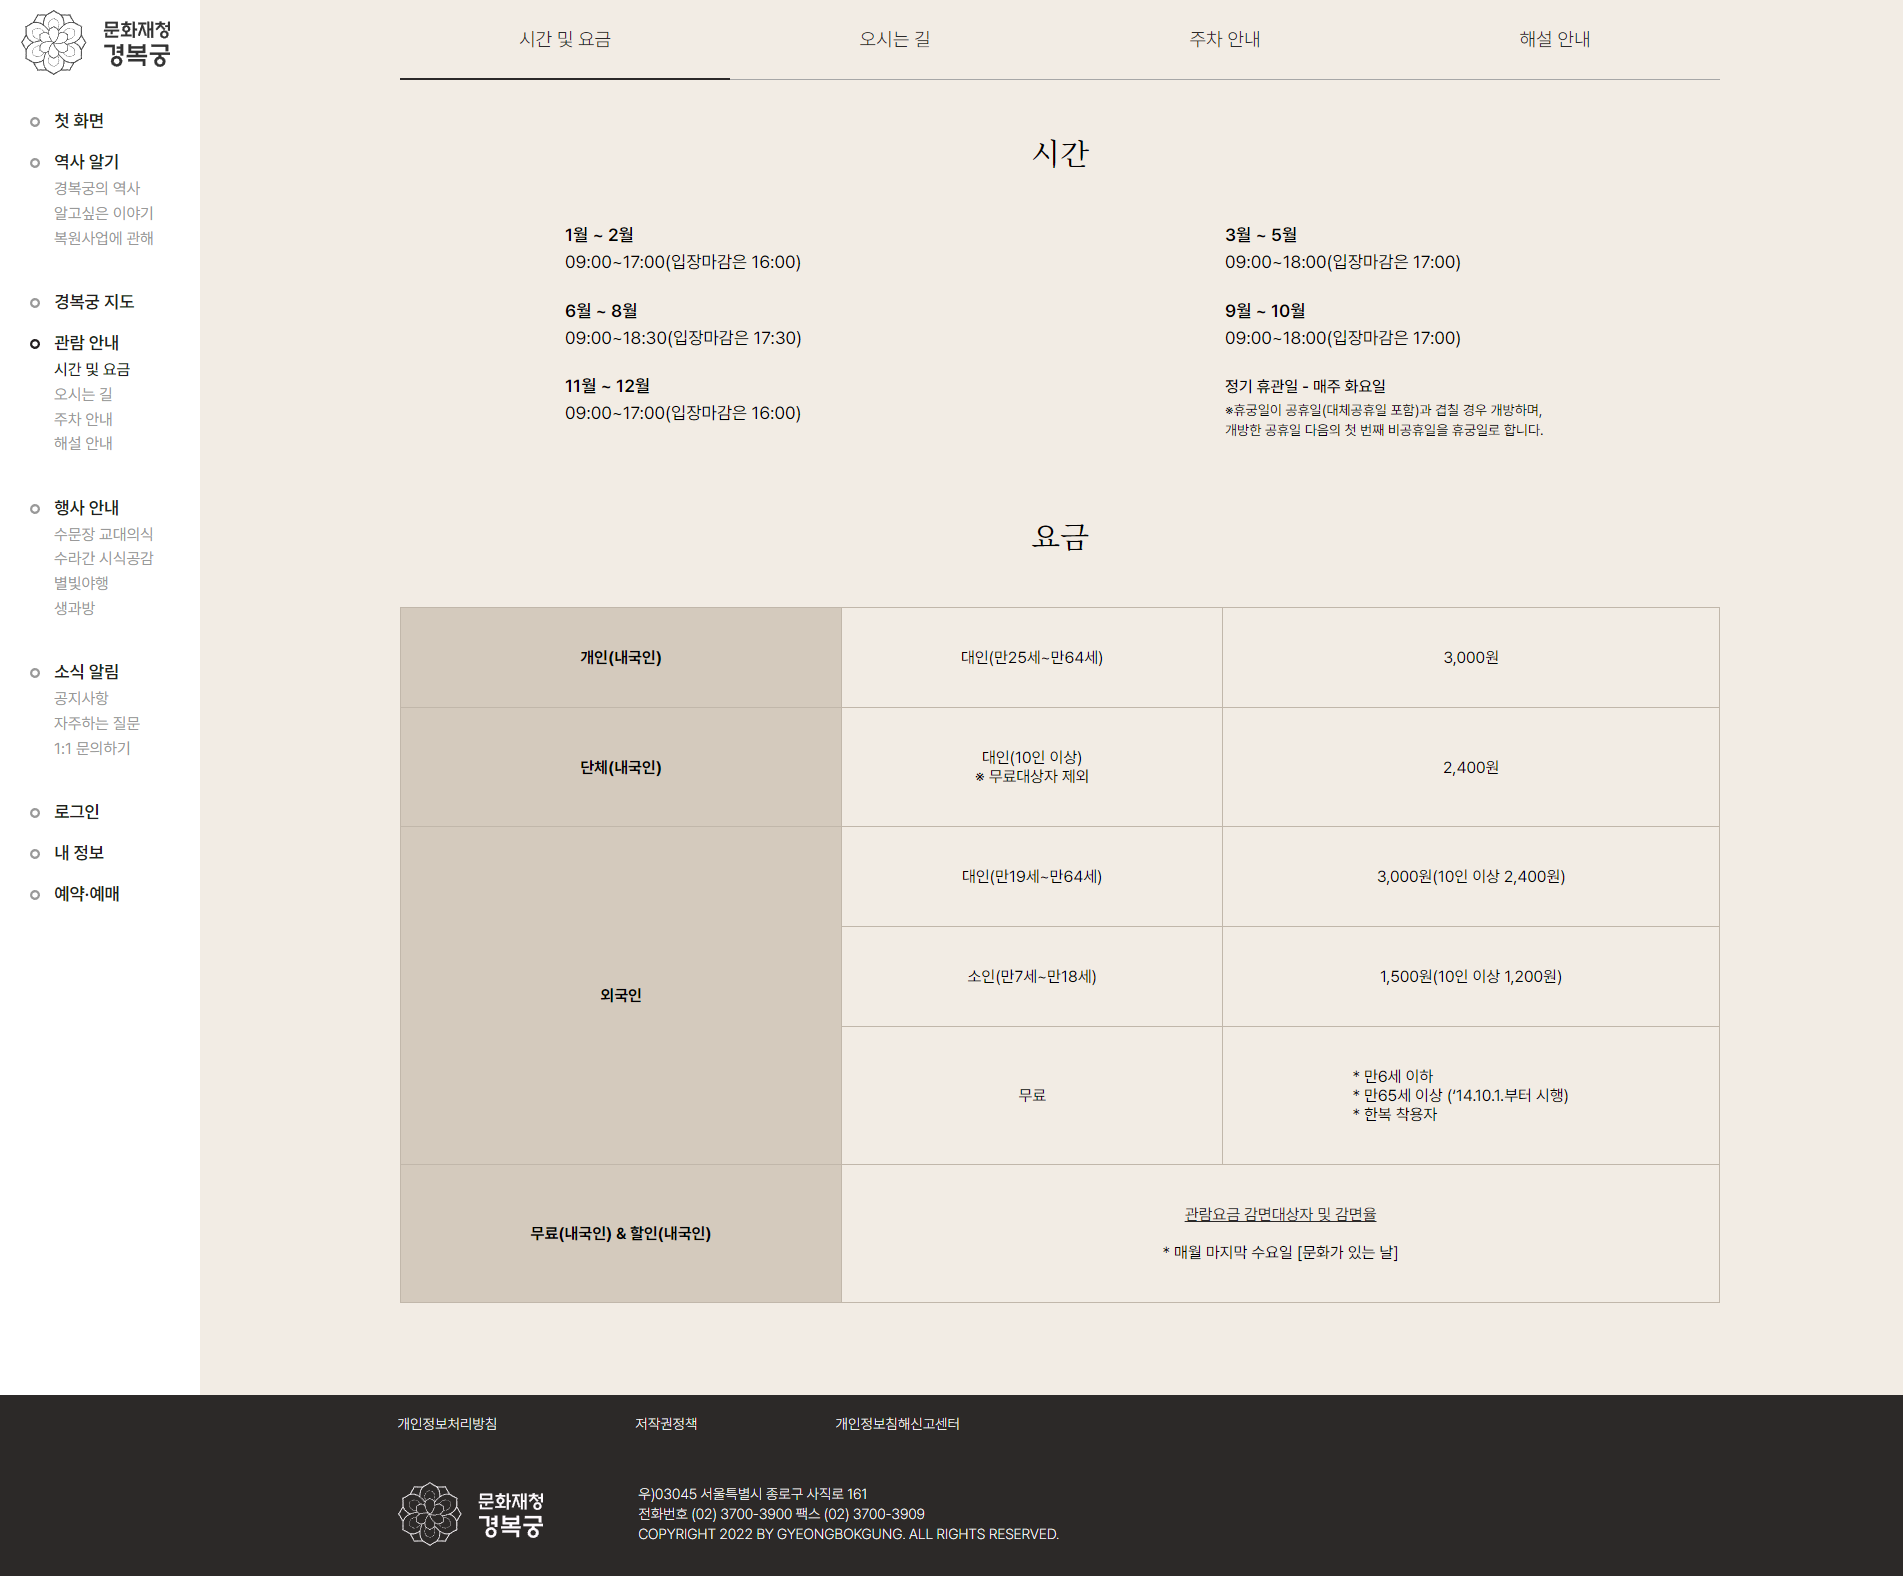 문화재청
경복궁
첫 화면
역사 알기
경복궁의 역사
알고싶은 이야기
복원사업에 관해
경복궁 지도
관람 안내
시간 및 요금
오시는 길
주차 안내
해설 안내
행사 안내
수문장 교대의식
수라간 시식공감
별빛야행
생과방
소식 알림
공지사항
자주하는 질문
1:1 문의하기
로그인
내 정보
예약·예매
시간 및 요금
오시는 길
주차 안내
해설 안내
시간
1월 ~ 2월
09:00~17:00(입장마감은 16:00)
3월 ~ 5월
09:00~18:00(입장마감은 17:00)
6월 ~ 8월
09:00~18:30(입장마감은 17:30)
9월 ~ 10월
09:00~18:00(입장마감은 17:00)
11월 ~ 12월
09:00~17:00(입장마감은 16:00)
정기 휴관일 - 매주 화요일
※휴궁일이 공휴일(대체공휴일 포함)과 겹칠 경우 개방하며,
개방한 공휴일 다음의 첫 번째 비공휴일을 휴궁일로 합니다.
요금
개인(내국인)
대인(만25세~만64세)
3,000원
단체(내국인)
대인(10인 이상)
※ 무료대상자 제외
2,400원
외국인
대인(만19세~만64세)
3,000원(10인 이상 2,400원)
소인(만7세~만18세)
1,500원(10인 이상 1,200원)
무료
* 만6세 이하
* 만65세 이상 (‘14.10.1.부터 시행)
* 한복 착용자
무료(내국인) & 할인(내국인)
관람요금 감면대상자 및 감면율
* 매월 마지막 수요일 [문화가 있는 날]
개인정보처리방침
저작권정책
개인정보침해신고센터
문화재청
경복궁
우)03045 서울특별시 종로구 사직로 161
전화번호 (02) 3700-3900 팩스 (02) 3700-3909
COPYRIGHT 2022 BY GYEONGBOKGUNG. ALL RIGHTS RESERVED.